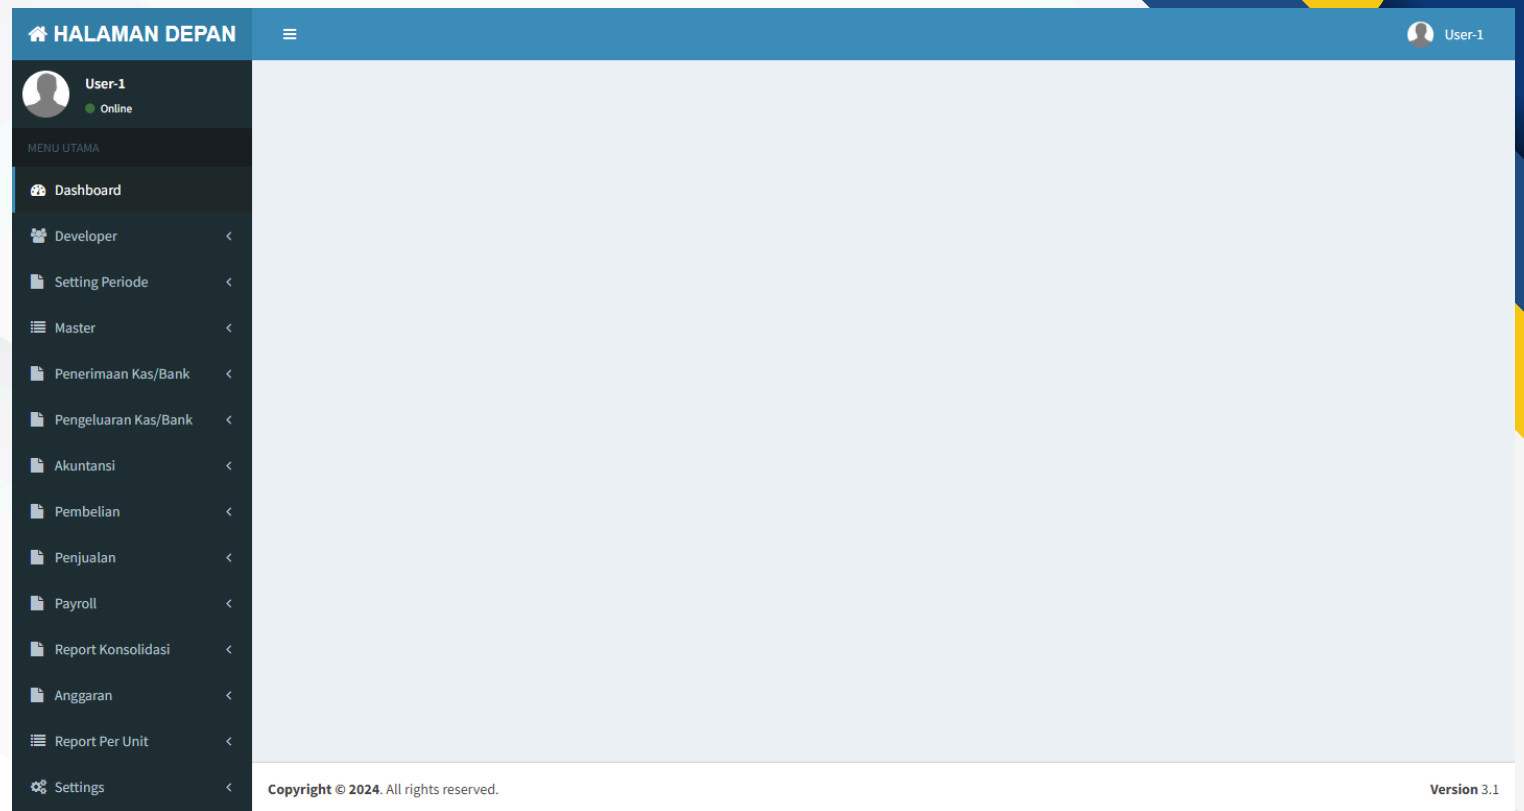 HALAMAN DEPAN
User-1
User-1
Online
MENU UTAMA
Dashboard
Developer
Setting Periode
Master
Penerimaan Kas/Bank
Pengeluaran Kas/Bank
Akuntansi
Pembelian
Penjualan
Payroll
Report Konsolidasi
Anggaran
Report Per Unit
Settings
Copyright © 2024. All rights reserved.
Version 3.1